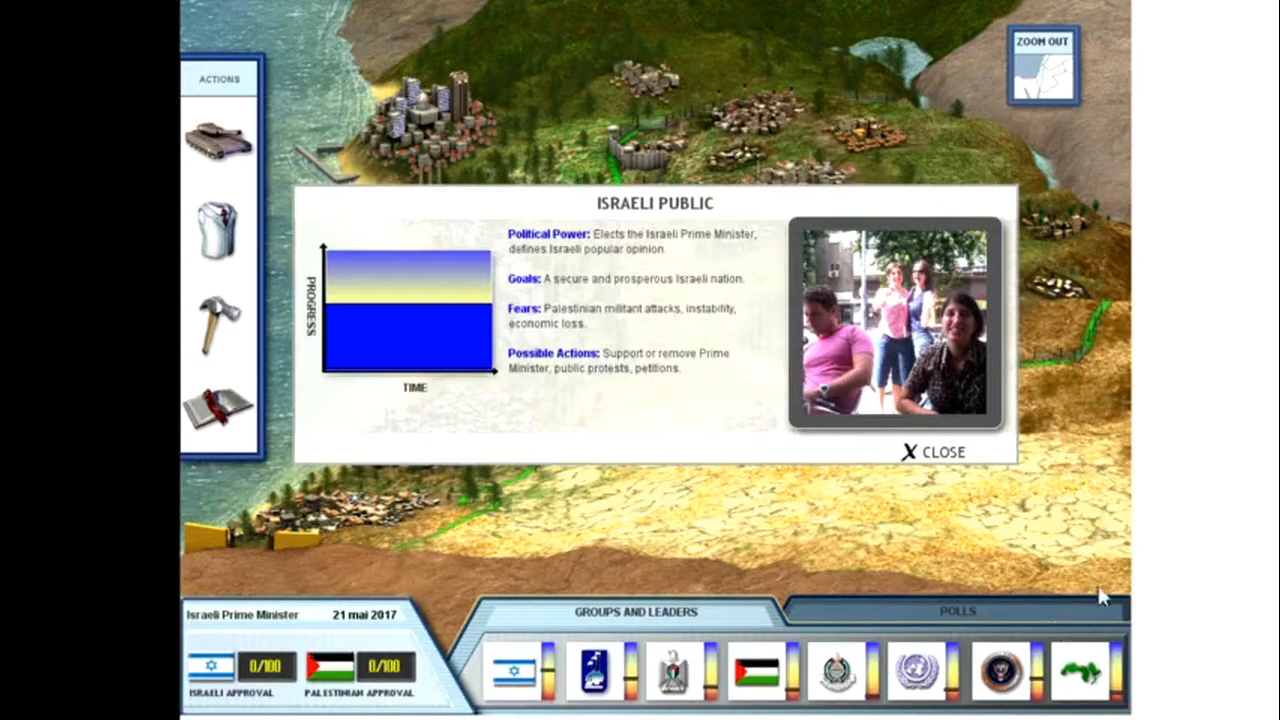 ZOOM OUT
ACTIONS
ISRAELI PUBLIC
Political Power: Elects the Israeli Prime Minister,
defines Israeli popular opinion.
Goals: A secure and prosperous Israeli nation.
Fears: Palestinian militant attacks, instability,
economic loss.
Possible Actions: Support or remove Prime
Minister, public protests, petitions.
PROGRESS
TIME
X CLOSE
Israeli Prime Minister 21 mai 2017
GROUPS AND LEADERS
POLLS
0/100
0/100
ISRAELI APPROVAL
PALESTINIAN APPROVAL